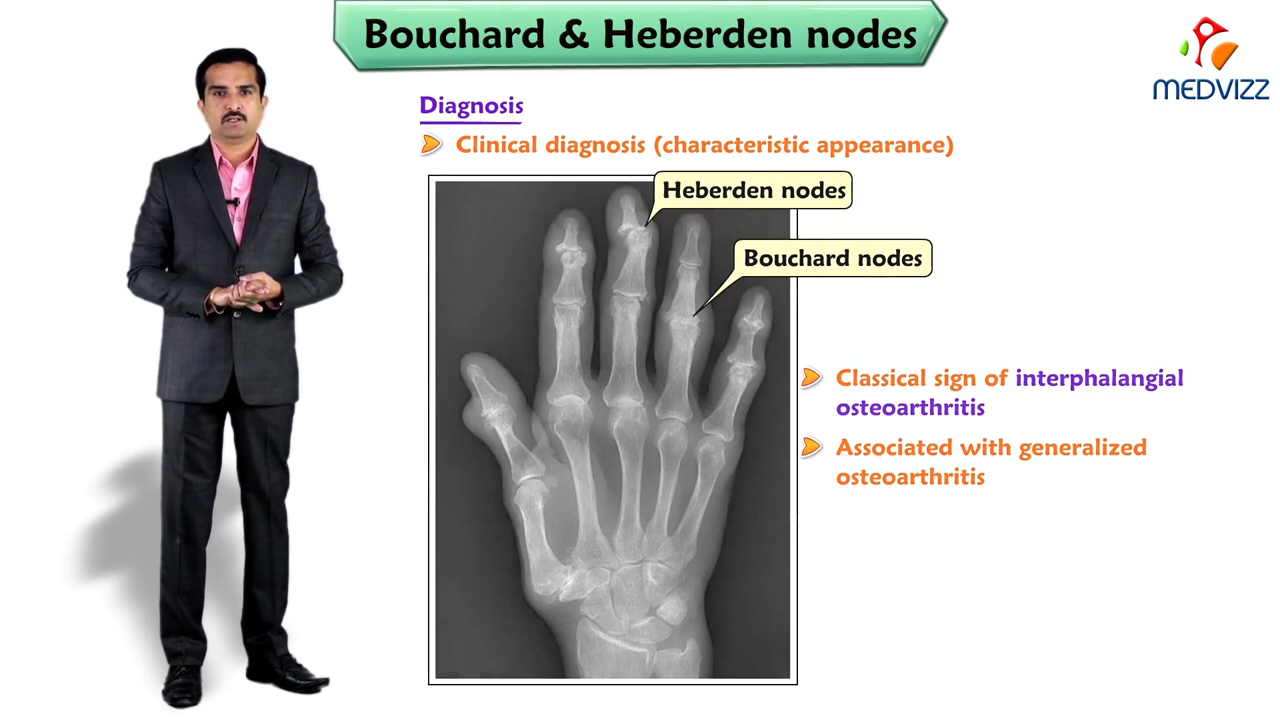 Bouchard & Heberden nodes
MEDVIZZ
Diagnosis
Clinical diagnosis (characteristic appearance)
Heberden nodes
Bouchard nodes
Classical sign of interphalangial
osteoarthritis
Associated with generalized
osteoarthritis